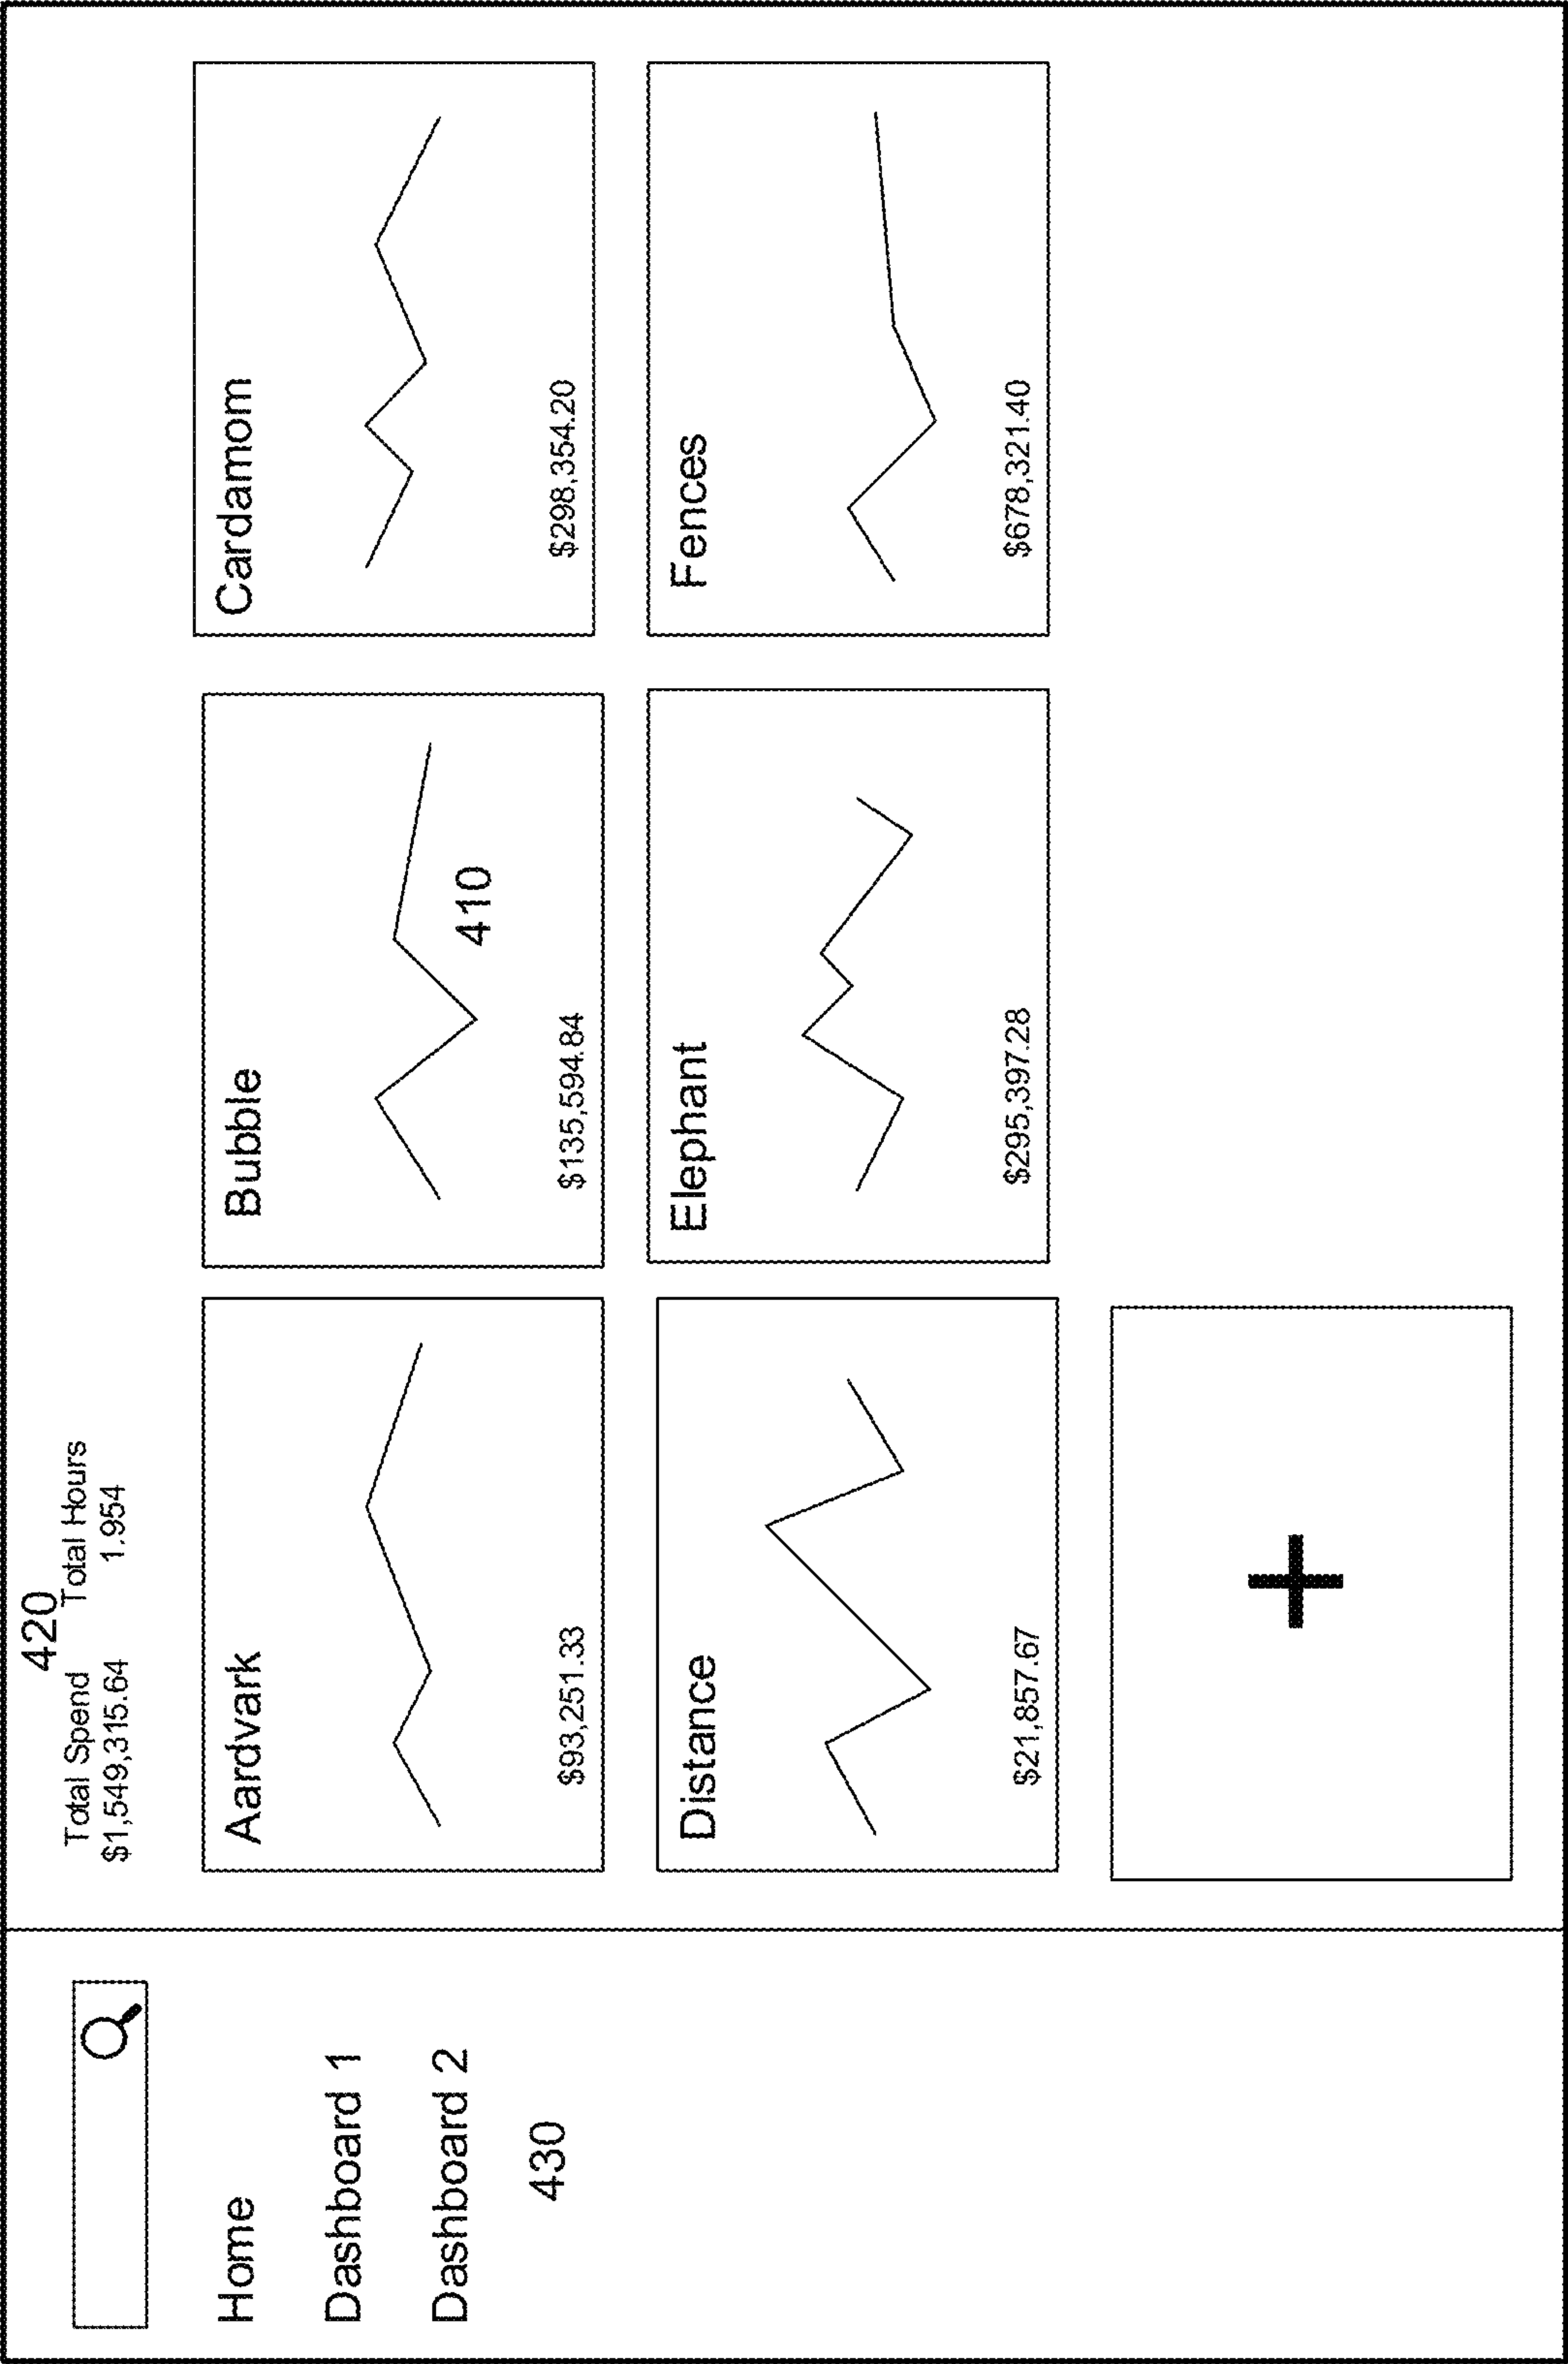 420
Total Spend Total Hours
$1,549,315.64 1.954
Home
Dashboard 1
Dashboard 2
430
Aardvark
$93,251.33
Bubble
410
$135,594.84
Cardamom
$298,354.20
Distance
$21,857.67
Elephant
$295,397.28
Fences
$678,321.40